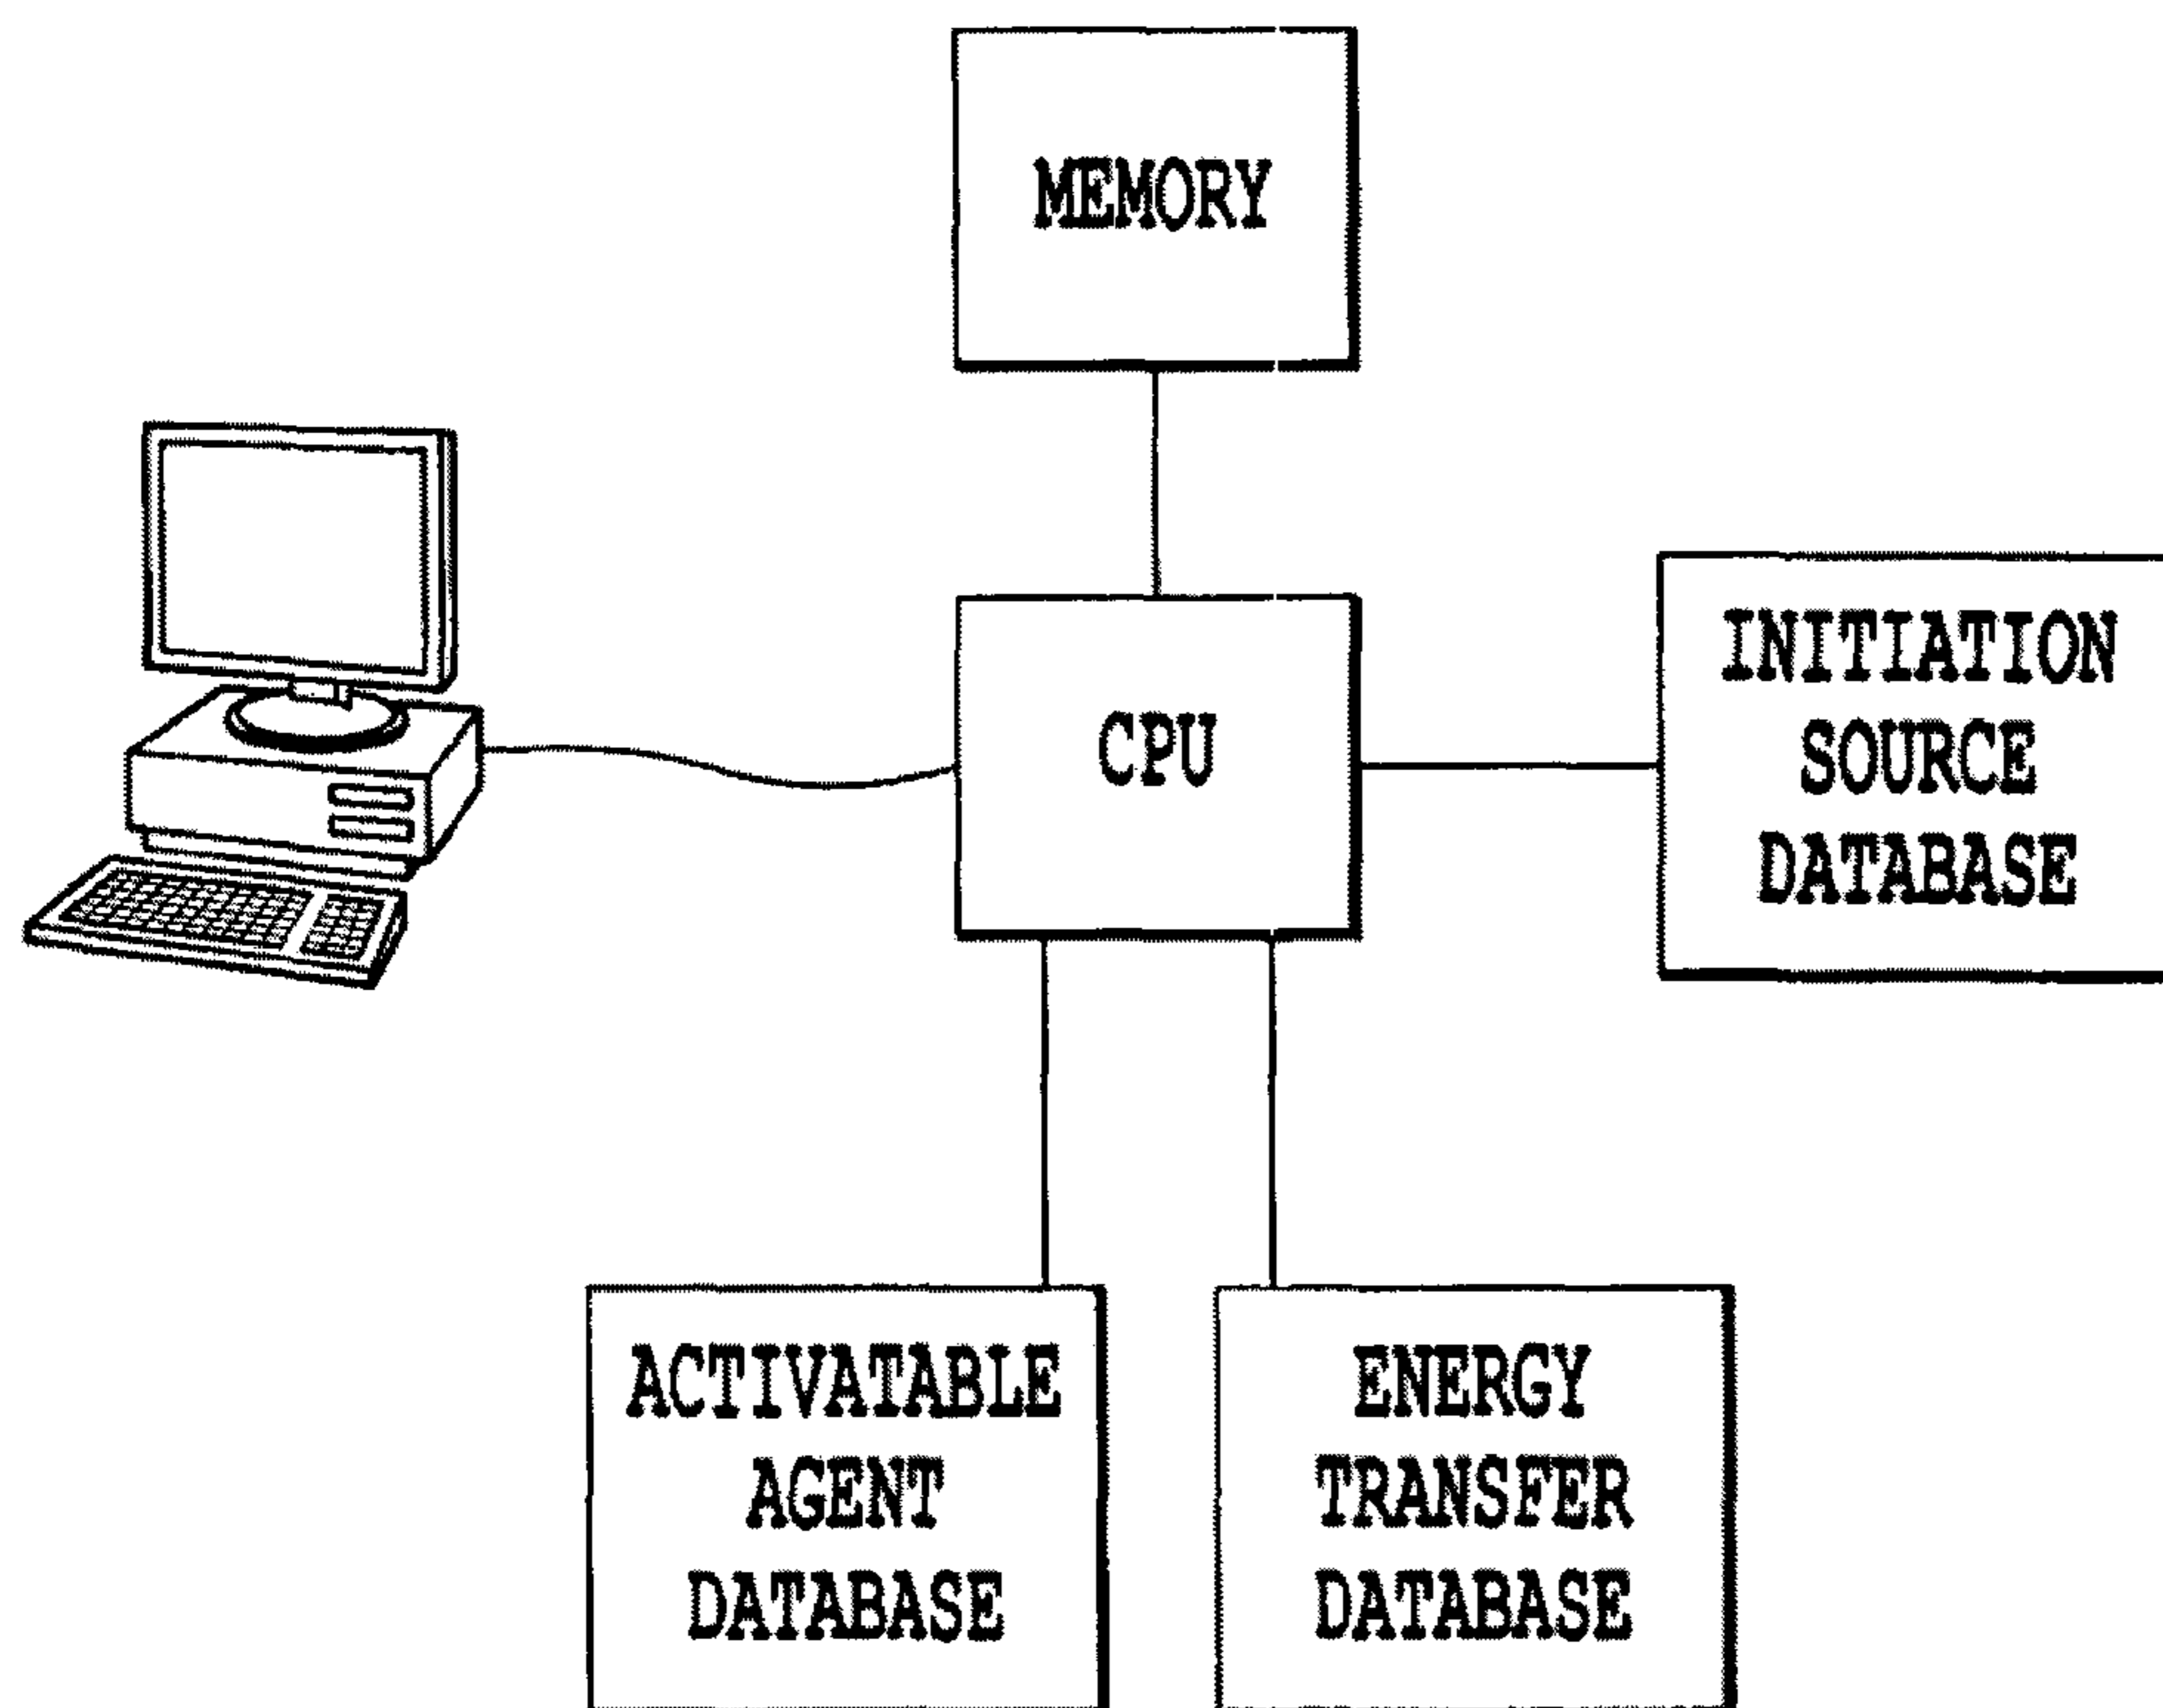 MEMORY
CPU
INITIATION
SOURCE
DATABASE
ACTIVATABLE
AGENT
DATABASE
ENERGY
TRANSFER
DATABASE